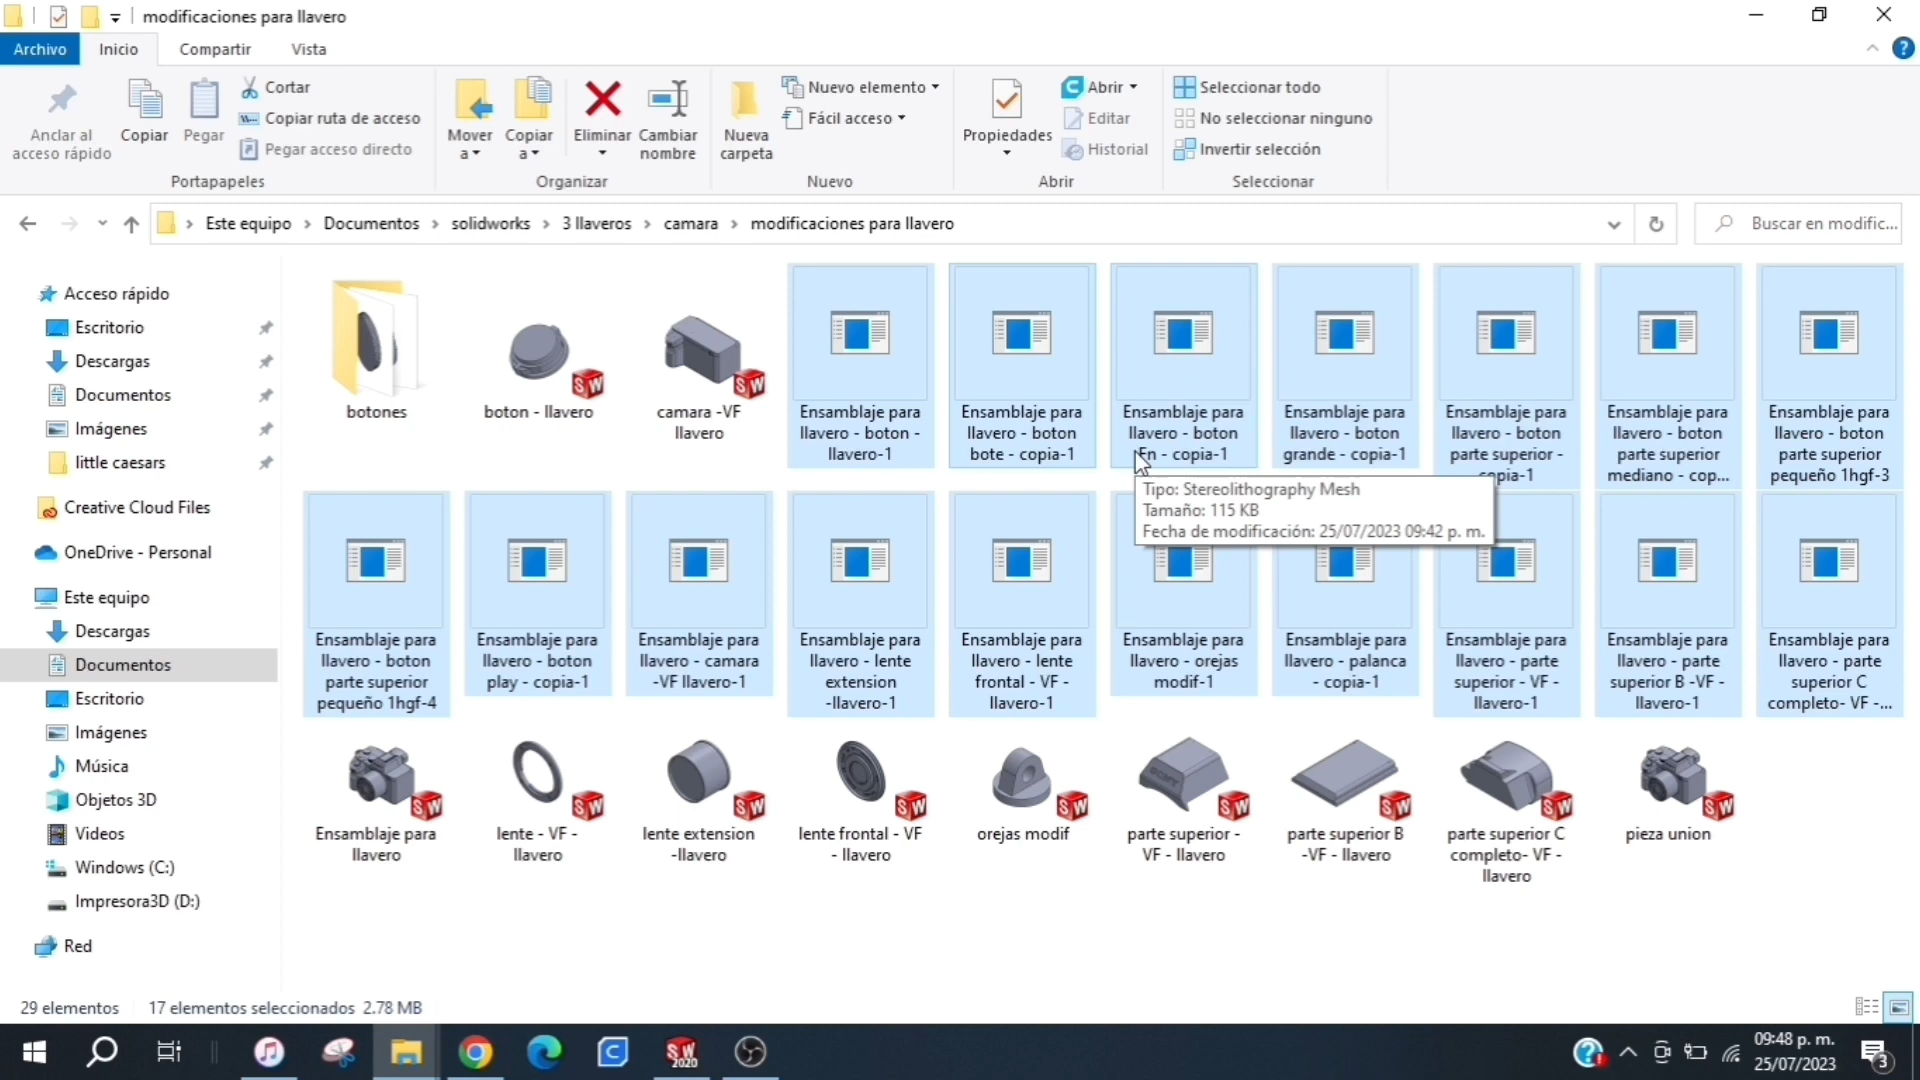 modificaciones para llavero
Archivo
Inicio
Compartir
Vista
Anclar al
acceso rápido
Copiar
Pegar
Cortar
Copiar ruta de acceso
Pegar acceso directo
Portapapeles
Mover
a
Copiar
a
Eliminar
Cambiar
nombre
Organizar
Nueva
carpeta
Nuevo elemento
Fácil acceso
Nuevo
Propiedades
Abrir
Editar
Historial
Abrir
Seleccionar todo
No seleccionar ninguno
Invertir selección
Seleccionar
Este equipo > Documentos > solidworks > 3 llaveros > camara > modificaciones para llavero
Buscar en modific...
Acceso rápido
Escritorio
Descargas
Documentos
Imágenes
little caesars
Creative Cloud Files
OneDrive - Personal
Este equipo
Descargas
Documentos
Escritorio
Imágenes
Música
Objetos 3D
Videos
Windows (C:)
Impresora3D (D:)
Red
botones
boton - llavero
camara -VF
llavero
Ensamblaje para
llavero - boton -
llavero-1
Ensamblaje para
llavero - boton
bote - copia-1
Ensamblaje para
llavero - boton
Fn - copia-1
Ensamblaje para
llavero - boton
grande - copia-1
Ensamblaje para
llavero - boton
parte superior -
copia-1
Ensamblaje para
llavero - boton
parte superior
mediano - cop...
Ensamblaje para
llavero - boton
parte superior
pequeño 1hgf-3
Tipo: Stereolithography Mesh
Tamaño: 115 KB
Fecha de modificación: 25/07/2023 09:42 p. m.
Ensamblaje para
llavero - boton
parte superior
pequeño 1hgf-4
Ensamblaje para
llavero - boton
play - copia-1
Ensamblaje para
llavero - camara
-VF llavero-1
Ensamblaje para
llavero - lente
extension
-llavero-1
Ensamblaje para
llavero - lente
frontal - VF -
llavero-1
Ensamblaje para
llavero - orejas
modif-1
Ensamblaje para
llavero - palanca
- copia-1
Ensamblaje para
llavero - parte
superior - VF -
llavero-1
Ensamblaje para
llavero - parte
superior B -VF -
llavero-1
Ensamblaje para
llavero - parte
superior C
completo- VF -...
Ensamblaje para
llavero
lente - VF -
llavero
lente extension
-llavero
lente frontal - VF
- llavero
orejas modif
parte superior -
VF - llavero
parte superior B
-VF - llavero
parte superior C
completo- VF -
llavero
pieza union
29 elementos
17 elementos seleccionados 2.78 MB
SW
2020
09:48 p. m.
25/07/2023
3